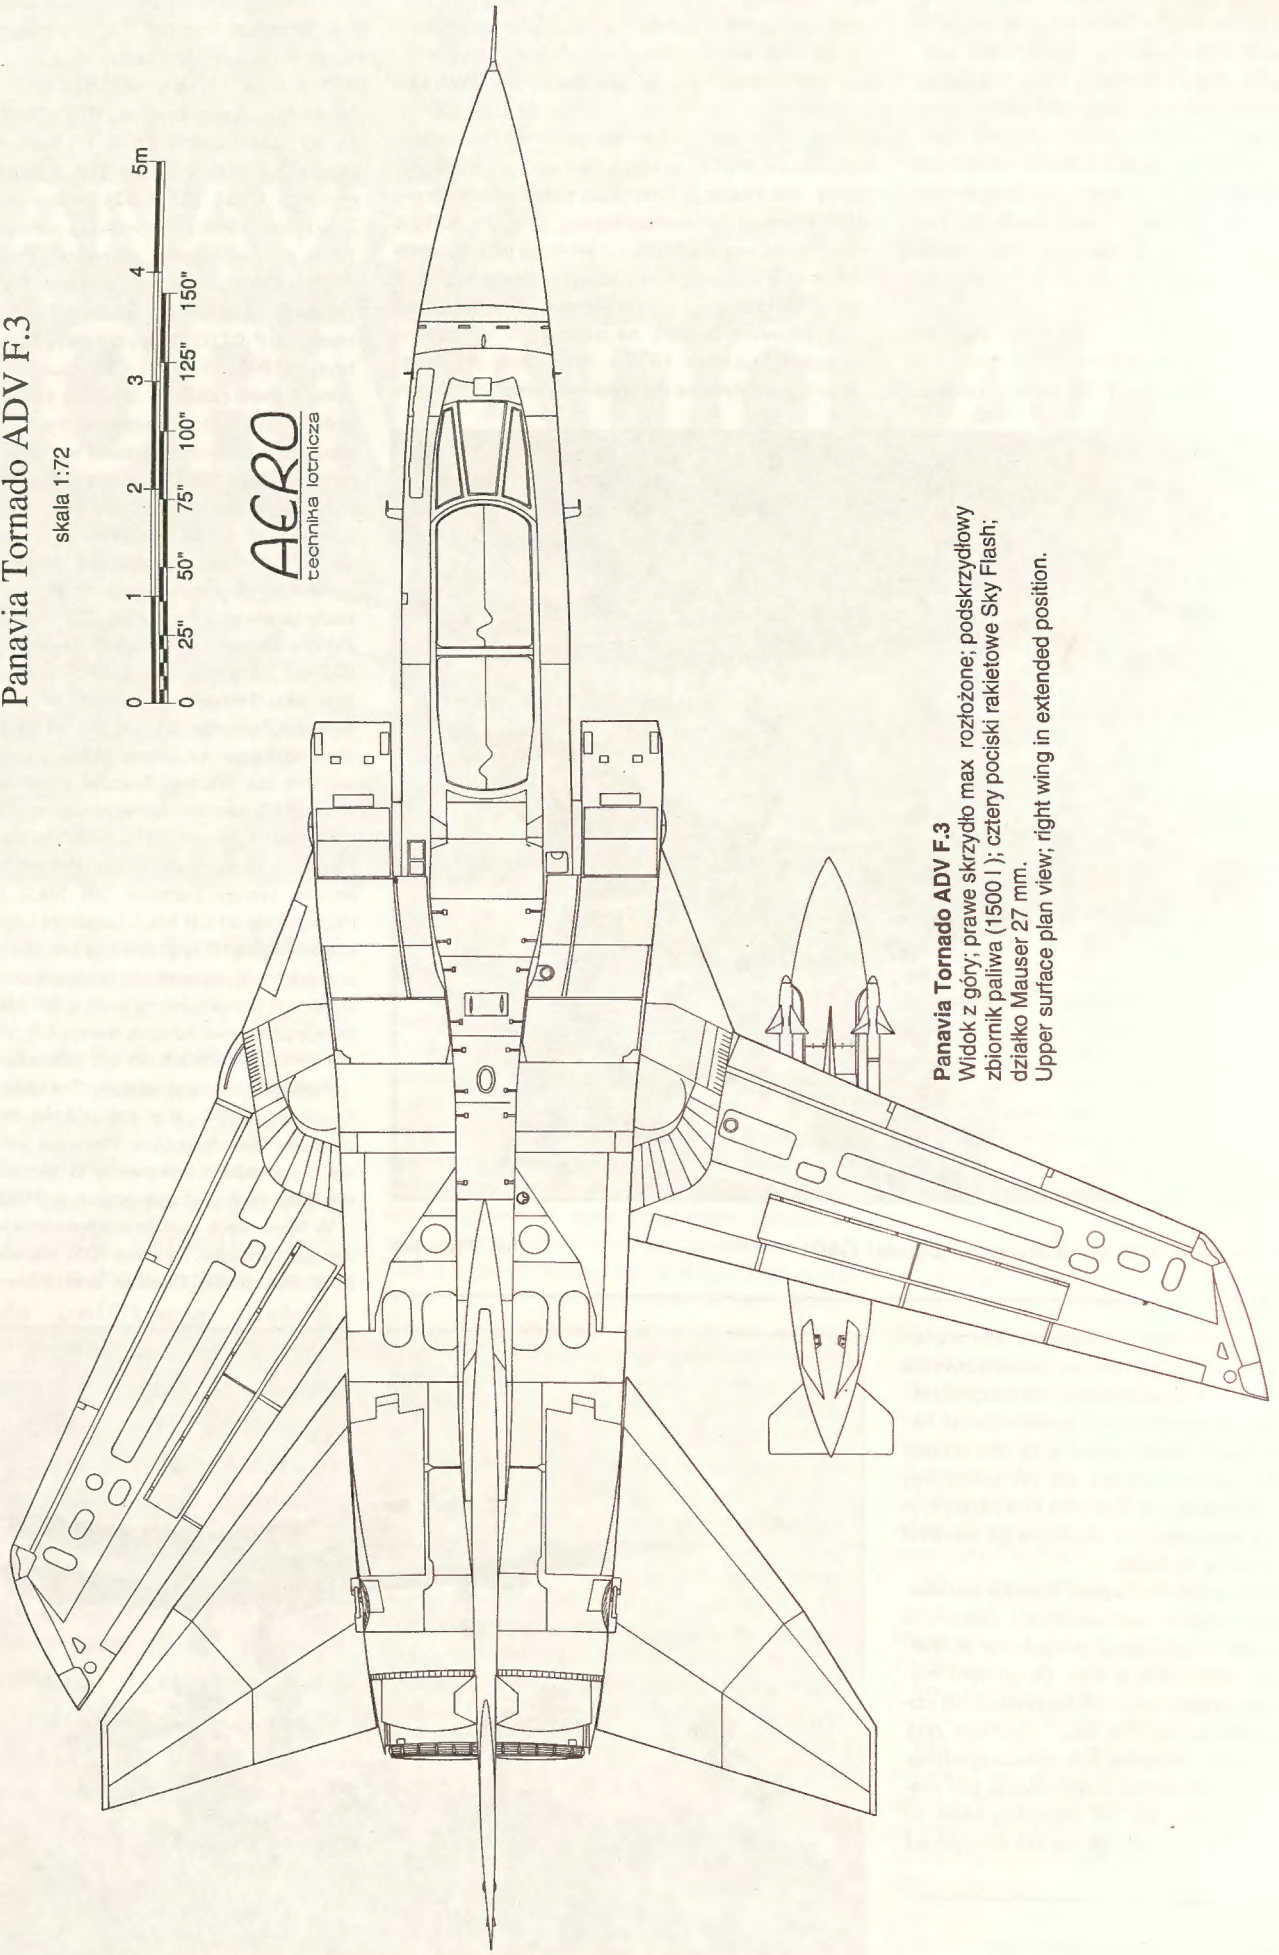 Panavia Tornado ADV F.3
skala 1:72
0 1 2 3 4 5m
0 25" 50" 75" 100" 125" 150"
AERO
technika lotnicza
Panavia Tornado ADV F.3
Widok z góry; prawe skrzydło max rozłożone; podskrzydłowy
zbiornik paliwa (1500 l ); cztery pociski rakietowe Sky Flash;
działko Mauser 27 mm.
Upper surface plan view; right wing in extended position.